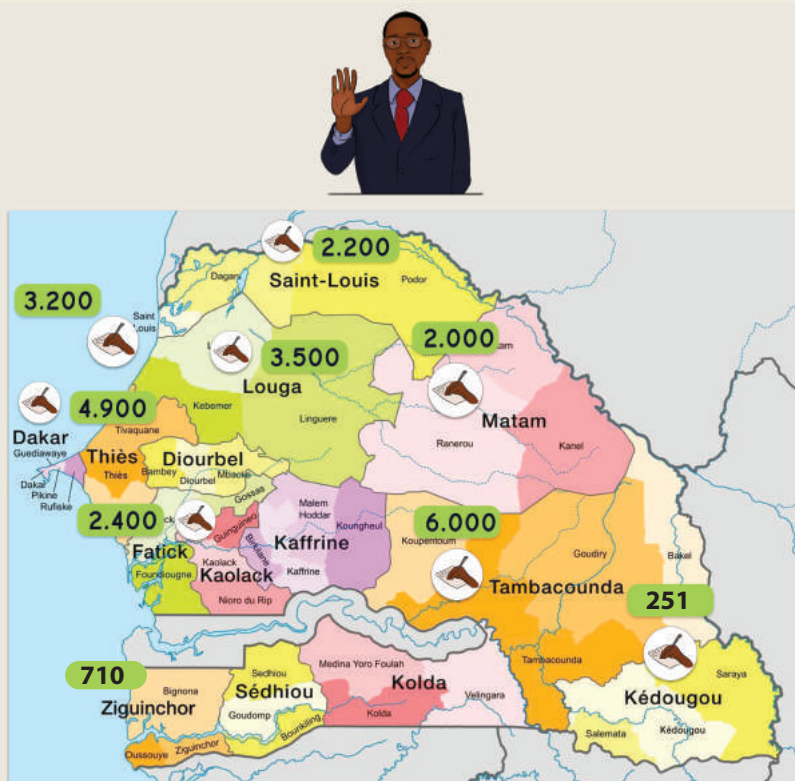 2.200
Dagana
Podor
Saint-Louis
3.200
Saint
Louis
2.000
3.500
Louga
Matam
4.900
Kebemer
Linguere
Ranerou
Kanel
Dakar
Tivaquane
Guediawaye
Thiès
Diourbel
Dakar
Pikine
Rufiske
Thiès
Bambey
Diourbel
Mbacke
Gossas
Malem
Hoddar
Koungheul
2.400
Guinguineo
6.000
Koupentoum
Goudiry
Bakel
Fatick
Kaffrine
Birkilane
Kaolack
Kaolack
Kaffrine
Foundiougne
Nioro du Rip
Tambacounda
251
Tambacounda
710
Medina Yoro Foulah
Saraya
Sedhiou
Kolda
Bignona
Sédhiou
Velingara
Kédougou
Ziguinchor
Goudomp
Kolda
Bounkiling
Salemata
Kédougou
Oussouye
Ziguinchor